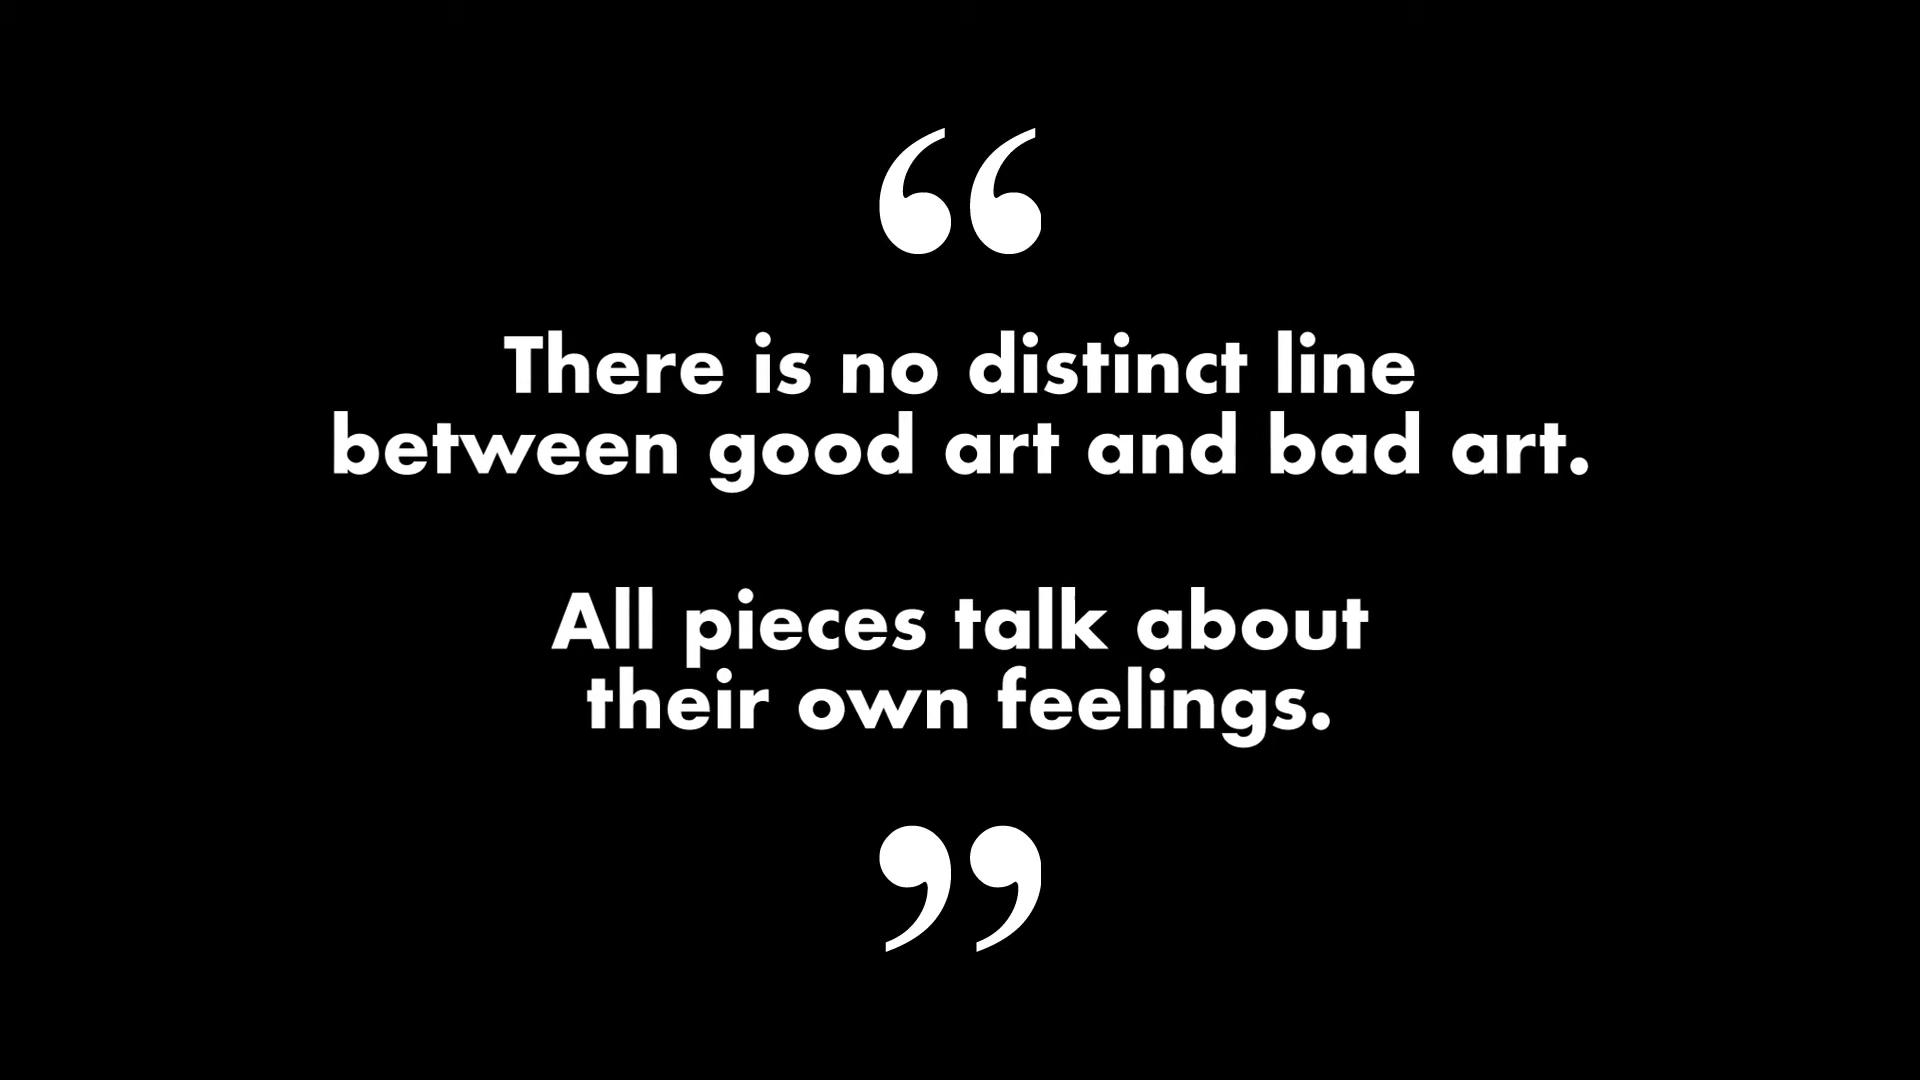 “
There is no distinct line
between good art and bad art.
All pieces talk about
their own feelings.
”